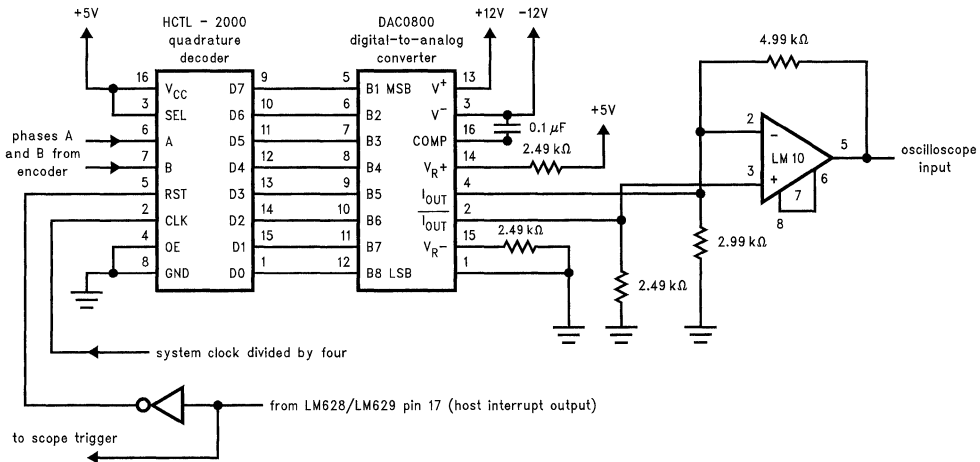 +5V
HCTL - 2000
quadrature
decoder
DAC0800
digital-to-analog
converter
+12V
-12V
4.99 kΩ
16
VCC
D7
9
5
B1 MSB
V+
13
3
SEL
D6
10
6
B2
V-
3
0.1 μF
+5V
phases A
and B from
encoder
6
A
D5
11
7
B3
COMP
16
2.49 kΩ
7
B
D4
12
8
B4
VR+
14
5
RST
D3
13
9
B5
IOUT
4
2
CLK
D2
14
10
B6
IOUT
2
4
OE
D1
15
11
B7
VR-
15
2.49 kΩ
8
GND
D0
1
12
B8 LSB
1
2
-
LM10
5
3
+
6
7
8
oscilloscope
input
2.99 kΩ
2.49 kΩ
system clock divided by four
from LM628/LM629 pin 17 (host interrupt output)
to scope trigger